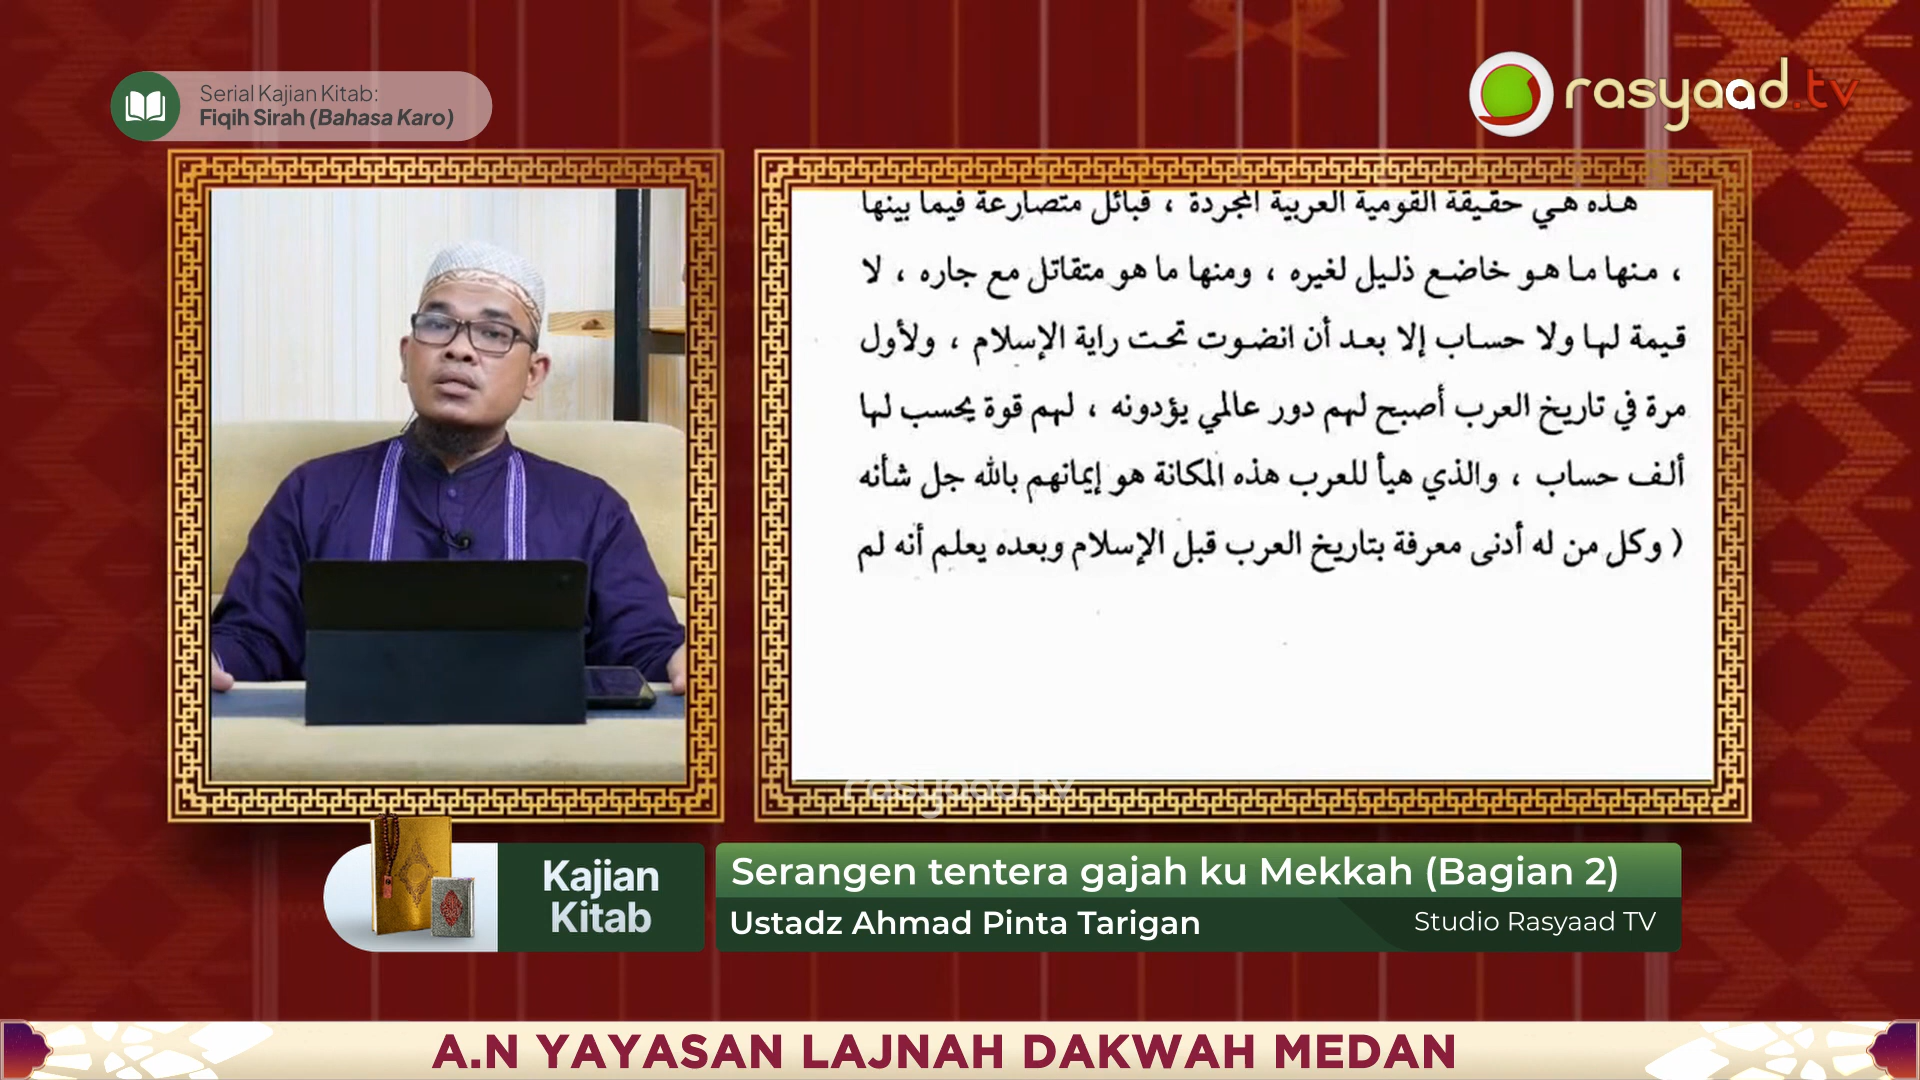 Serial Kajian Kitab:
Fiqih Sirah (Bahasa Karo)
rasyaad.tv
هذه هي حقيقة القومية العربية المجردة ، قبائل متصارعة فيما بينها
، منها ما هو خاضع ذليل لغيره ، ومنها ما هو متقاتل مع جاره ، لا
قيمة لها ولا حساب إلا بعد أن انضوت تحت راية الإسلام ، ولأول
مرة في تاريخ العرب أصبح لهم دور عالمي يؤدونه ، لهم قوة يحسب لها
ألف حساب ، والذي هيأ للعرب هذه المكانة هو إيمانهم بالله جل شأنه
( وكل من له أدنى معرفة بتاريخ العرب قبل الإسلام وبعده يعلم أنه لم
rasyaad.tv
Kajian
Kitab
Serangen tentera gajah ku Mekkah (Bagian 2)
Ustadz Ahmad Pinta Tarigan
Studio Rasyaad TV
A.N YAYASAN LAJNAH DAKWAH MEDAN